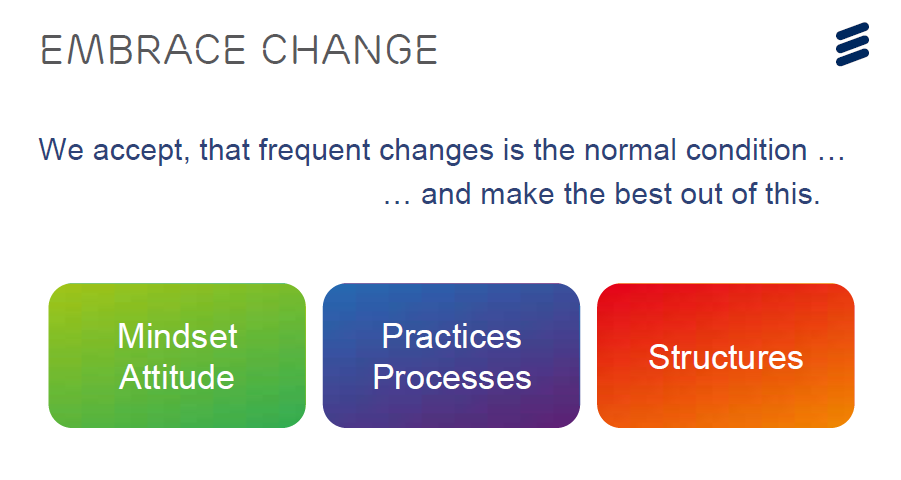 EMBRACE CHANGE
We accept, that frequent changes is the normal condition …
… and make the best out of this.
Mindset
Attitude
Practices
Processes
Structures